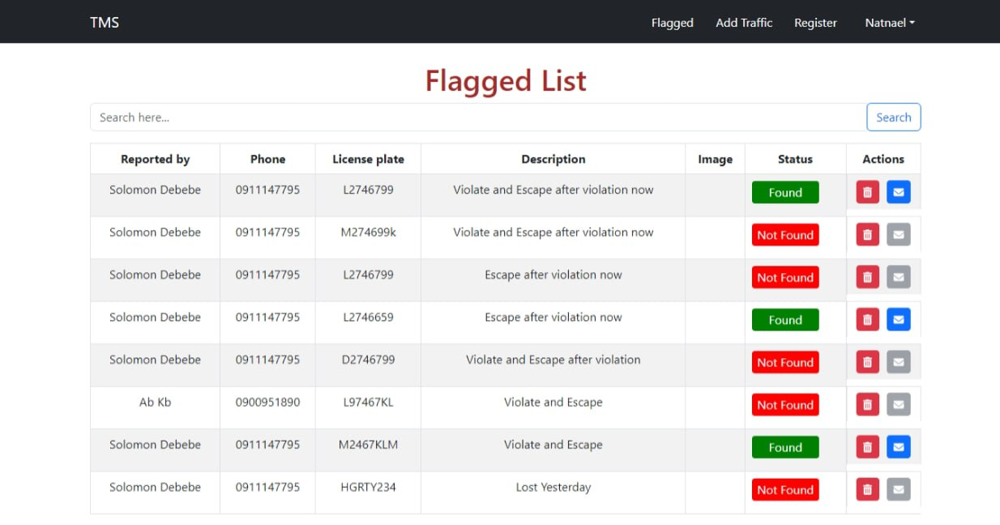 TMS Flagged Add Traffic Register Natnael
Flagged List
Search here... Search
Reported by Phone License plate Description Image Status Actions
Solomon Debebe 0911147795 L2746799 Violate and Escape after violation now Found
Solomon Debebe 0911147795 M274699k Violate and Escape after violation now Not Found
Solomon Debebe 0911147795 L2746799 Escape after violation now Not Found
Solomon Debebe 0911147795 L2746659 Escape after violation now Found
Solomon Debebe 0911147795 D2746799 Violate and Escape after violation Not Found
Ab Kb 0900951890 L97467KL Violate and Escape Not Found
Solomon Debebe 0911147795 M2467KLM Violate and Escape Found
Solomon Debebe 0911147795 HGRTY234 Lost Yesterday Not Found